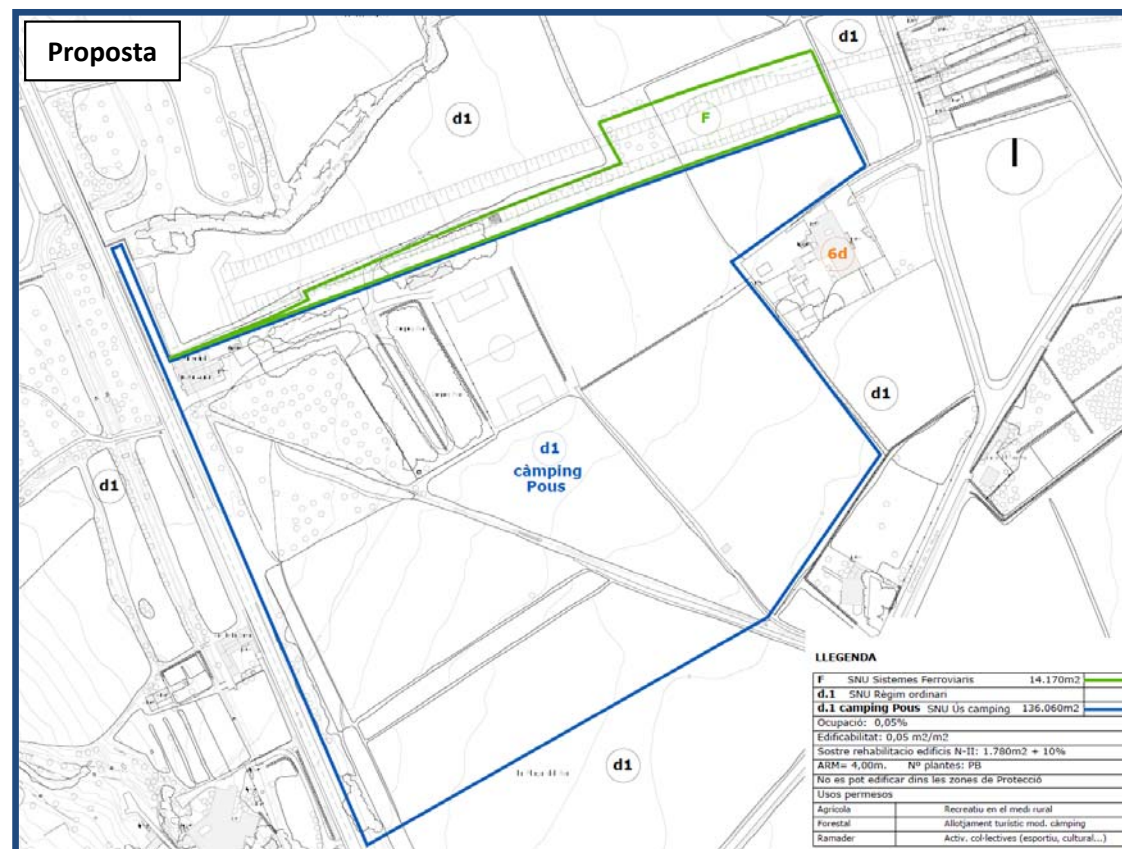 Proposta
d1
d1
F
6d
d1
d1
càmping
Pous
d1
d1
LLEGENDA
F SNU Sistemes Ferroviaris 14.170m2
d.1 SNU Règim ordinari
d.1 camping Pous SNU Ús camping 136.060m2
Ocupació: 0,05%
Edificabilitat: 0,05 m2/m2
Sostre rehabilitacio edificis N-II: 1.780m2 + 10%
ARM= 4,00m. Nº plantes: PB
No es pot edificar dins les zones de Protecció
Usos permesos
Agrícola Recreatiu en el medi rural
Forestal Allotjament turístic mod. càmping
Ramader Activ. col·lectives (esportiu, cultural...)